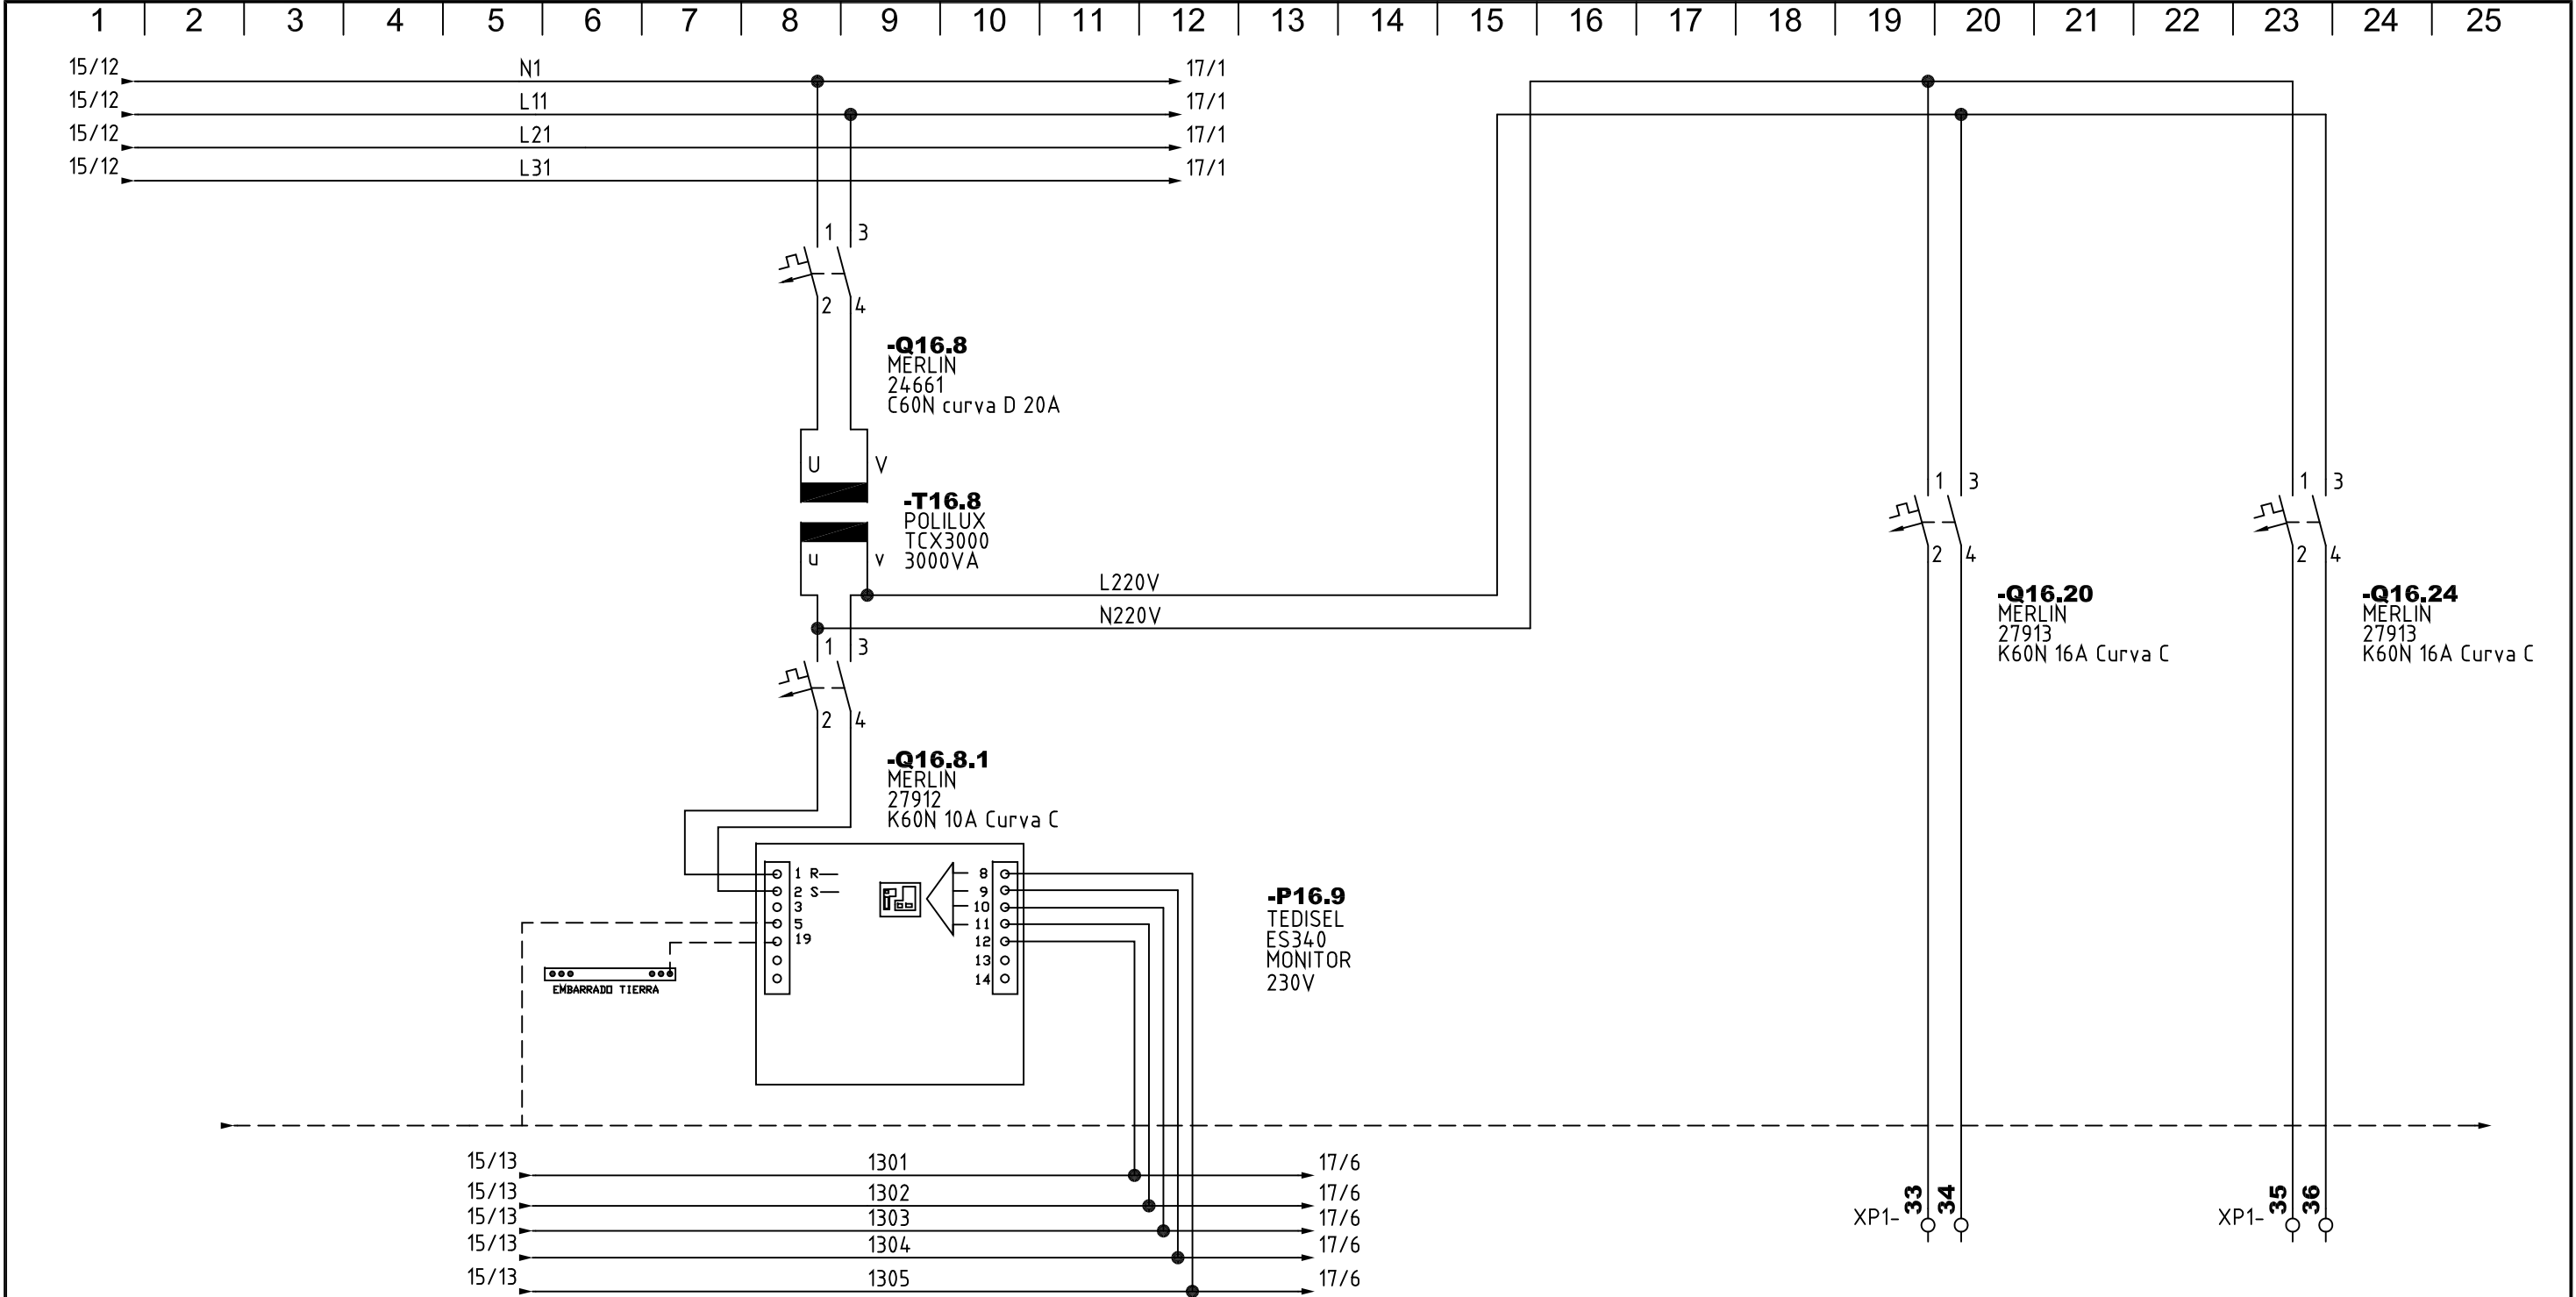 1 2 3 4 5 6 7 8 9 10 11 12 13 14 15 16 17 18 19 20 21 22 23 24 25
15/12 N1 17/1
15/12 L11 17/1
15/12 L21 17/1
15/12 L31 17/1
1 3
2 4
-Q16.8
MERLIN
24661
C60N curva D 20A
U V
-T16.8
POLILUX
TCX3000
3000VA
u v
L220V
N220V
1 3
2 4
-Q16.8.1
MERLIN
27912
K60N 10A Curva C
1 3
2 4
-Q16.20
MERLIN
27913
K60N 16A Curva C
1 3
2 4
-Q16.24
MERLIN
27913
K60N 16A Curva C
1 R
2 S
3
5
19
8
9
10
11
12
13
14
EMBARRADO TIERRA
-P16.9
TEDISEL
ES340
MONITOR
230V
15/13 1301 17/6
15/13 1302 17/6
15/13 1303 17/6
15/13 1304 17/6
15/13 1305 17/6
XP1- 33 34
XP1- 35 36